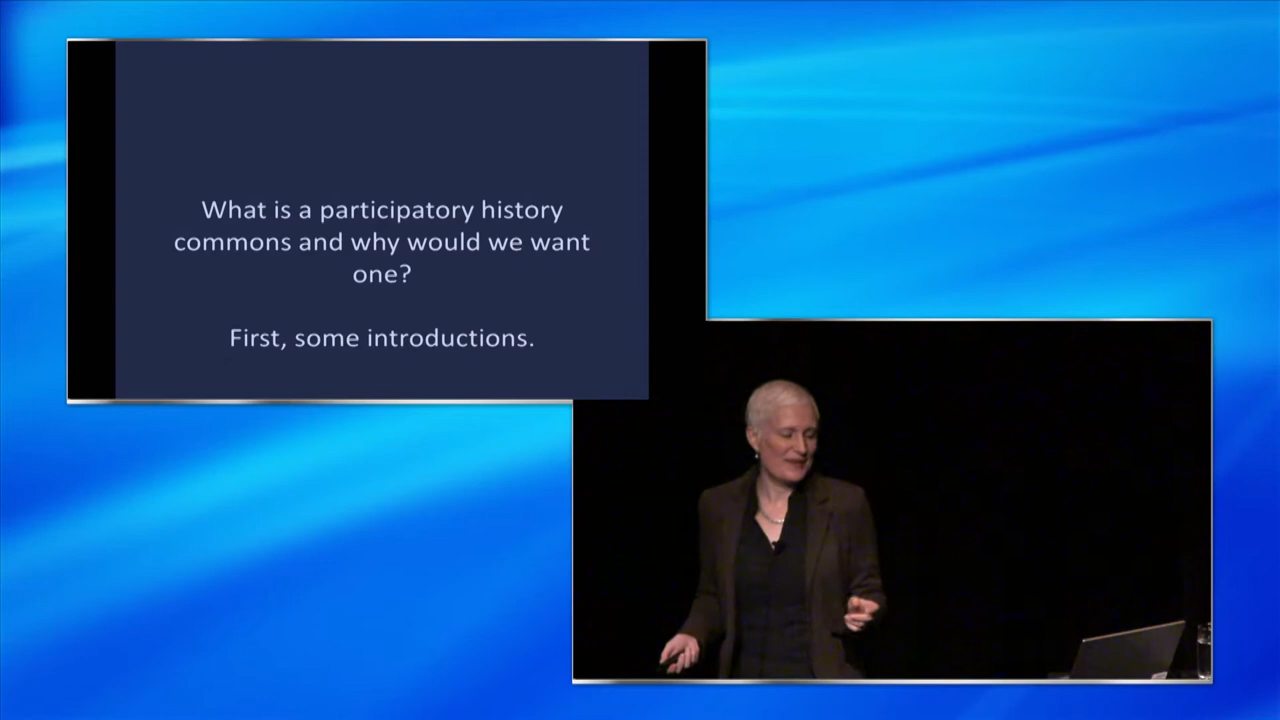 What is a participatory history
commons and why would we want
one?
First, some introductions.